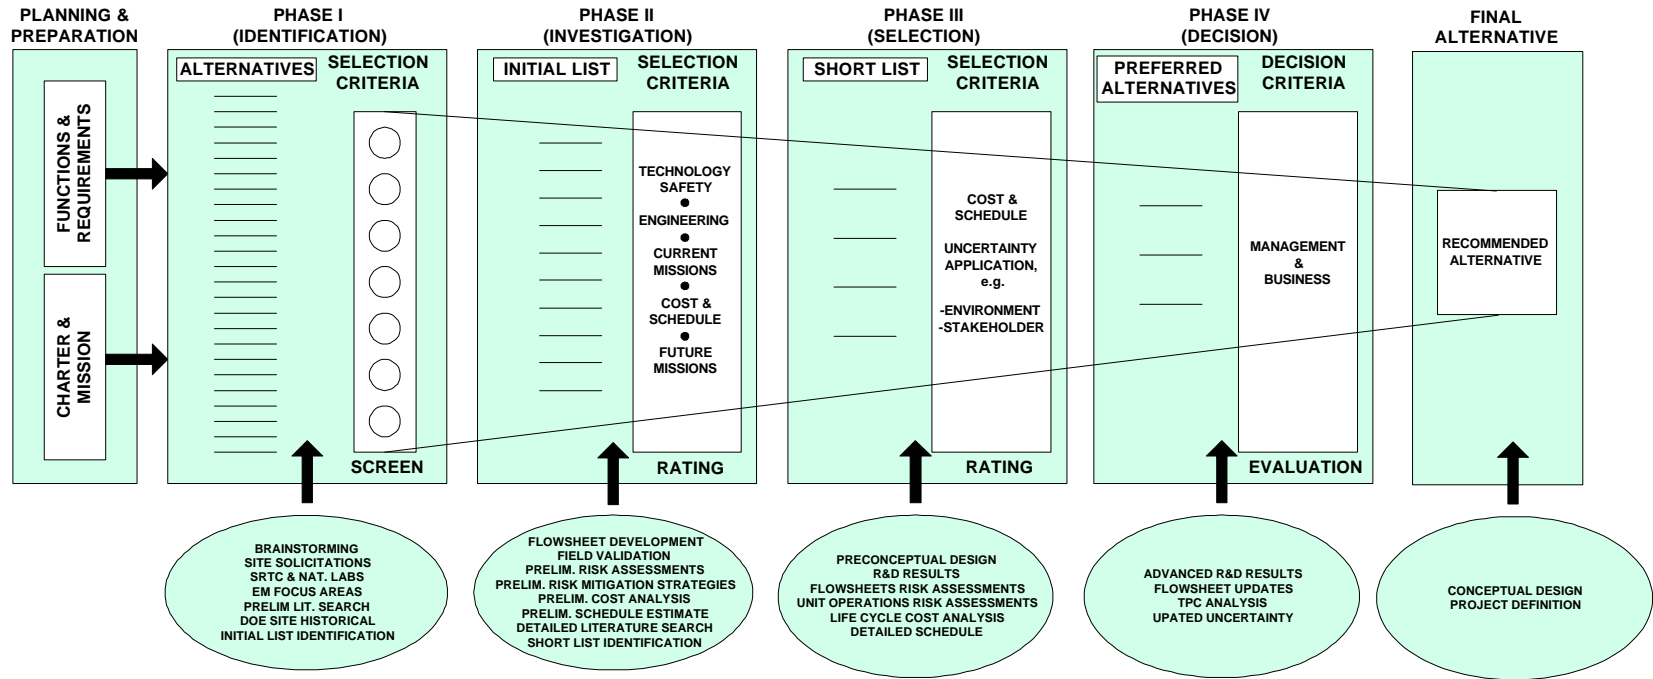 PLANNING &
PREPARATION
FUNCTIONS &
REQUIREMENTS
CHARTER &
MISSION
PHASE I
(IDENTIFICATION)
ALTERNATIVES
SELECTION
CRITERIA
SCREEN
BRAINSTORMING
SITE SOLICITATIONS
SRTC & NAT. LABS
EM FOCUS AREAS
PRELIM LIT. SEARCH
DOE SITE HISTORICAL
INITIAL LIST IDENTIFICATION
PHASE II
(INVESTIGATION)
INITIAL LIST
SELECTION
CRITERIA
TECHNOLOGY
SAFETY
ENGINEERING
CURRENT
MISSIONS
COST &
SCHEDULE
FUTURE
MISSIONS
RATING
FLOWSHEET DEVELOPMENT
FIELD VALIDATION
PRELIM. RISK ASSESSMENTS
PRELIM. RISK MITIGATION STRATEGIES
PRELIM. COST ANALYSIS
PRELIM. SCHEDULE ESTIMATE
DETAILED LITERATURE SEARCH
SHORT LIST IDENTIFICATION
PHASE III
(SELECTION)
SHORT LIST
SELECTION
CRITERIA
COST &
SCHEDULE
UNCERTAINTY
APPLICATION,
e.g.
-ENVIRONMENT
-STAKEHOLDER
RATING
PRECONCEPTUAL DESIGN
R&D RESULTS
FLOWSHEETS RISK ASSESSMENTS
UNIT OPERATIONS RISK ASSESSMENTS
LIFE CYCLE COST ANALYSIS
DETAILED SCHEDULE
PHASE IV
(DECISION)
PREFERRED
ALTERNATIVES
DECISION
CRITERIA
MANAGEMENT
&
BUSINESS
EVALUATION
ADVANCED R&D RESULTS
FLOWSHEET UPDATES
TPC ANALYSIS
UPATED UNCERTAINTY
FINAL
ALTERNATIVE
RECOMMENDED
ALTERNATIVE
CONCEPTUAL DESIGN
PROJECT DEFINITION